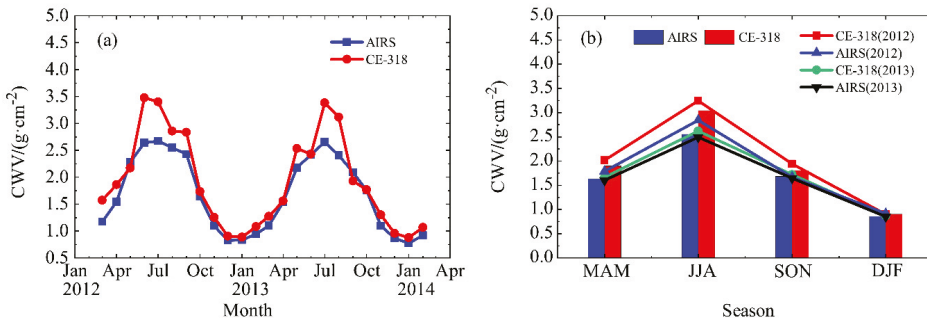 (a)
AIRS
CE-318
CWV/(g·cm⁻²)
5.0
4.5
4.0
3.5
3.0
2.5
2.0
1.5
1.0
0.5
Jan Apr Jul Oct Jan Apr Jul Oct Jan Apr
2012 2013 2014
Month
(b)
AIRS CE-318
CE-318(2012)
AIRS(2012)
CE-318(2013)
AIRS(2013)
CWV/(g·cm⁻²)
5.0
4.5
4.0
3.5
3.0
2.5
2.0
1.5
1.0
0.5
0.0
MAM JJA SON DJF
Season